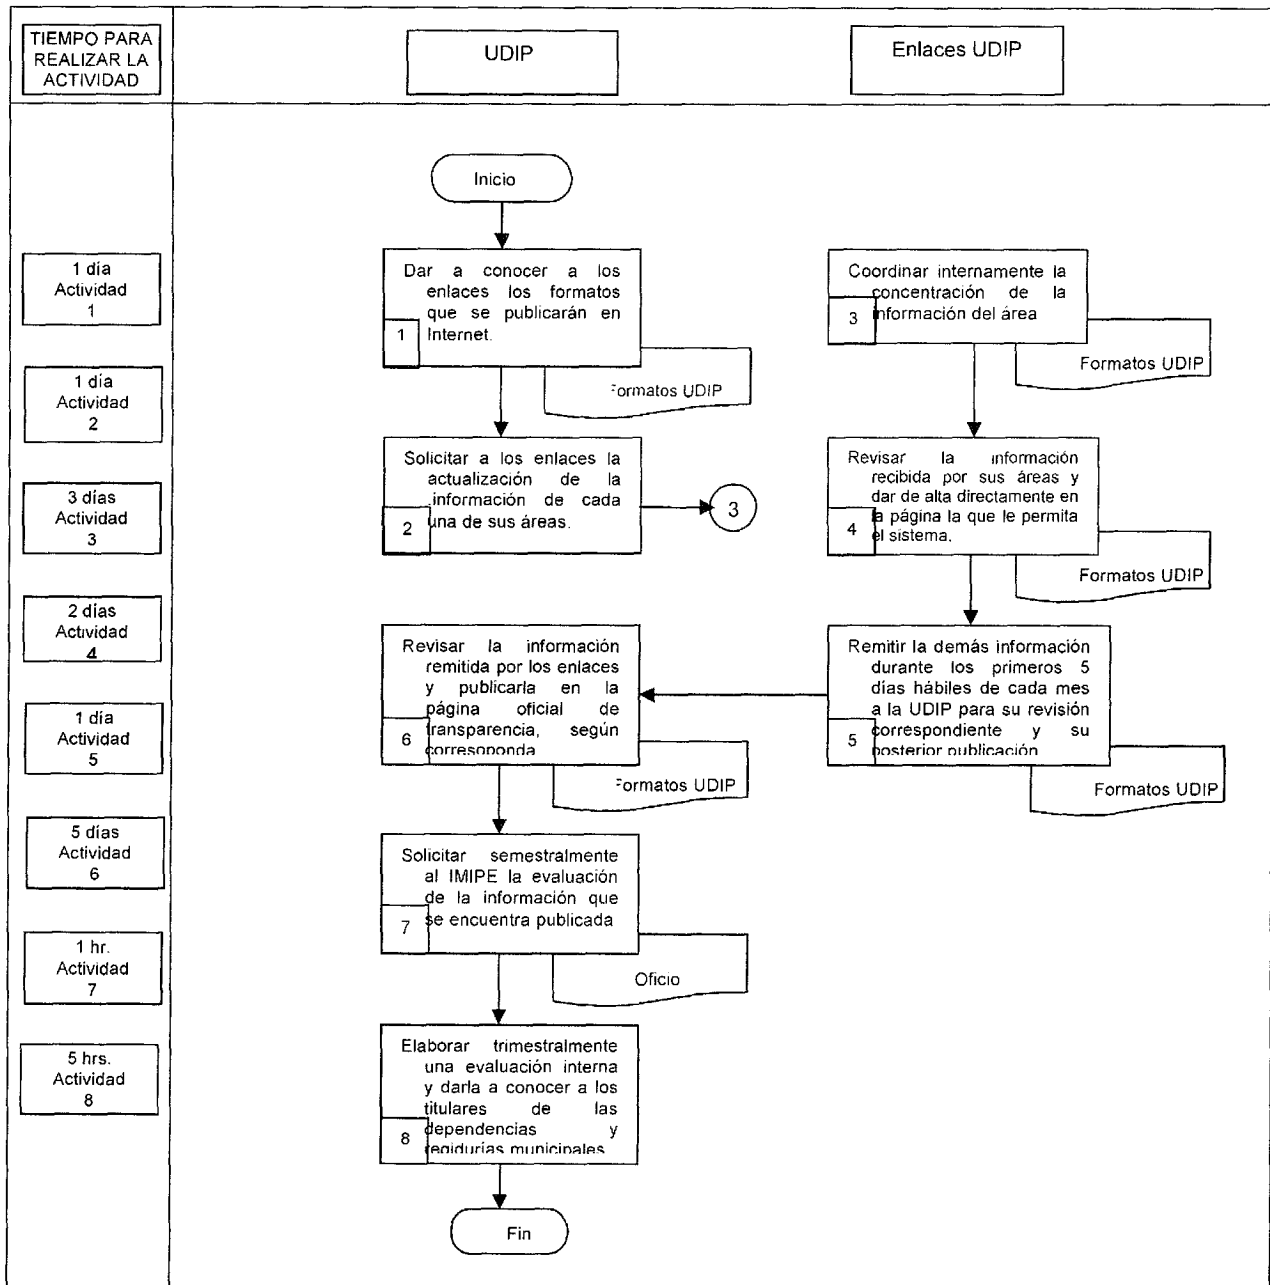 TIEMPO PARA
REALIZAR LA
ACTIVIDAD
UDIP
Enlaces UDIP
Inicio
1 día
Actividad
1
Dar a conocer a los
enlaces los formatos
que se publicarán en
Internet.
1
Formatos UDIP
Coordinar internamente la
concentración de la
información del área
3
Formatos UDIP
1 día
Actividad
2
Solicitar a los enlaces la
actualización de la
información de cada
una de sus áreas.
2
3
Revisar la información
recibida por sus áreas y
dar de alta directamente en
la página la que le permita
el sistema.
4
Formatos UDIP
3 días
Actividad
3
2 días
Actividad
4
Revisar la información
remitida por los enlaces
y publicarla en la
página oficial de
transparencia, según
corresponda
6
Formatos UDIP
Remitir la demás información
durante los primeros 5
días hábiles de cada mes
a la UDIP para su revisión
correspondiente y su
posterior publicación
5
Formatos UDIP
1 día
Actividad
5
5 días
Actividad
6
Solicitar semestralmente
al IMIPE la evaluación
de la información que
se encuentra publicada
7
Oficio
1 hr.
Actividad
7
5 hrs.
Actividad
8
Elaborar trimestralmente
una evaluación interna
y darla a conocer a los
titulares de las
dependencias y
regidurías municipales
8
Fin